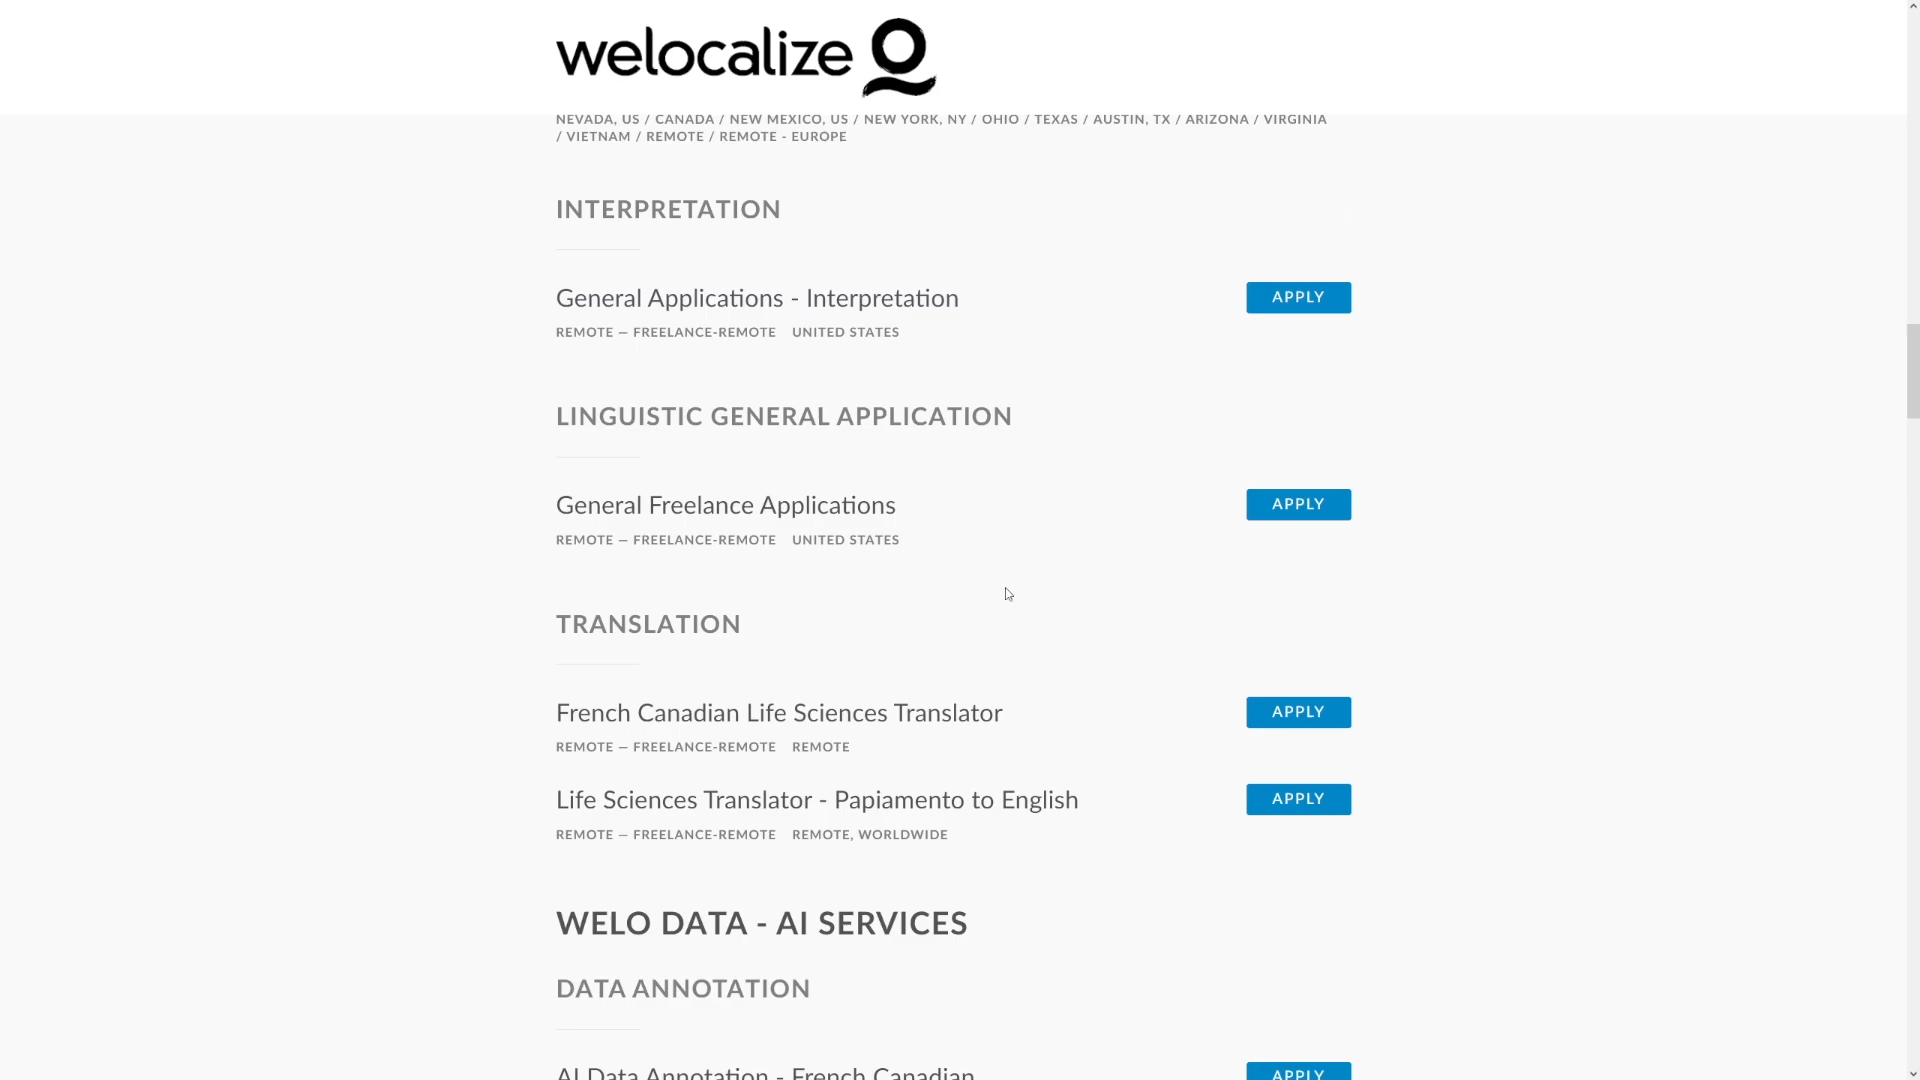 welocalize
NEVADA, US / CANADA / NEW MEXICO, US / NEW YORK, NY / OHIO / TEXAS / AUSTIN, TX / ARIZONA / VIRGINIA
/ VIETNAM / REMOTE / REMOTE - EUROPE
INTERPRETATION
General Applications - Interpretation
APPLY
REMOTE — FREELANCE-REMOTE UNITED STATES
LINGUISTIC GENERAL APPLICATION
General Freelance Applications
APPLY
REMOTE — FREELANCE-REMOTE UNITED STATES
TRANSLATION
French Canadian Life Sciences Translator
APPLY
REMOTE — FREELANCE-REMOTE REMOTE
Life Sciences Translator - Papiamento to English
APPLY
REMOTE — FREELANCE-REMOTE REMOTE, WORLDWIDE
WELO DATA - AI SERVICES
DATA ANNOTATION
AI Data Annotation - French Canadian
APPLY